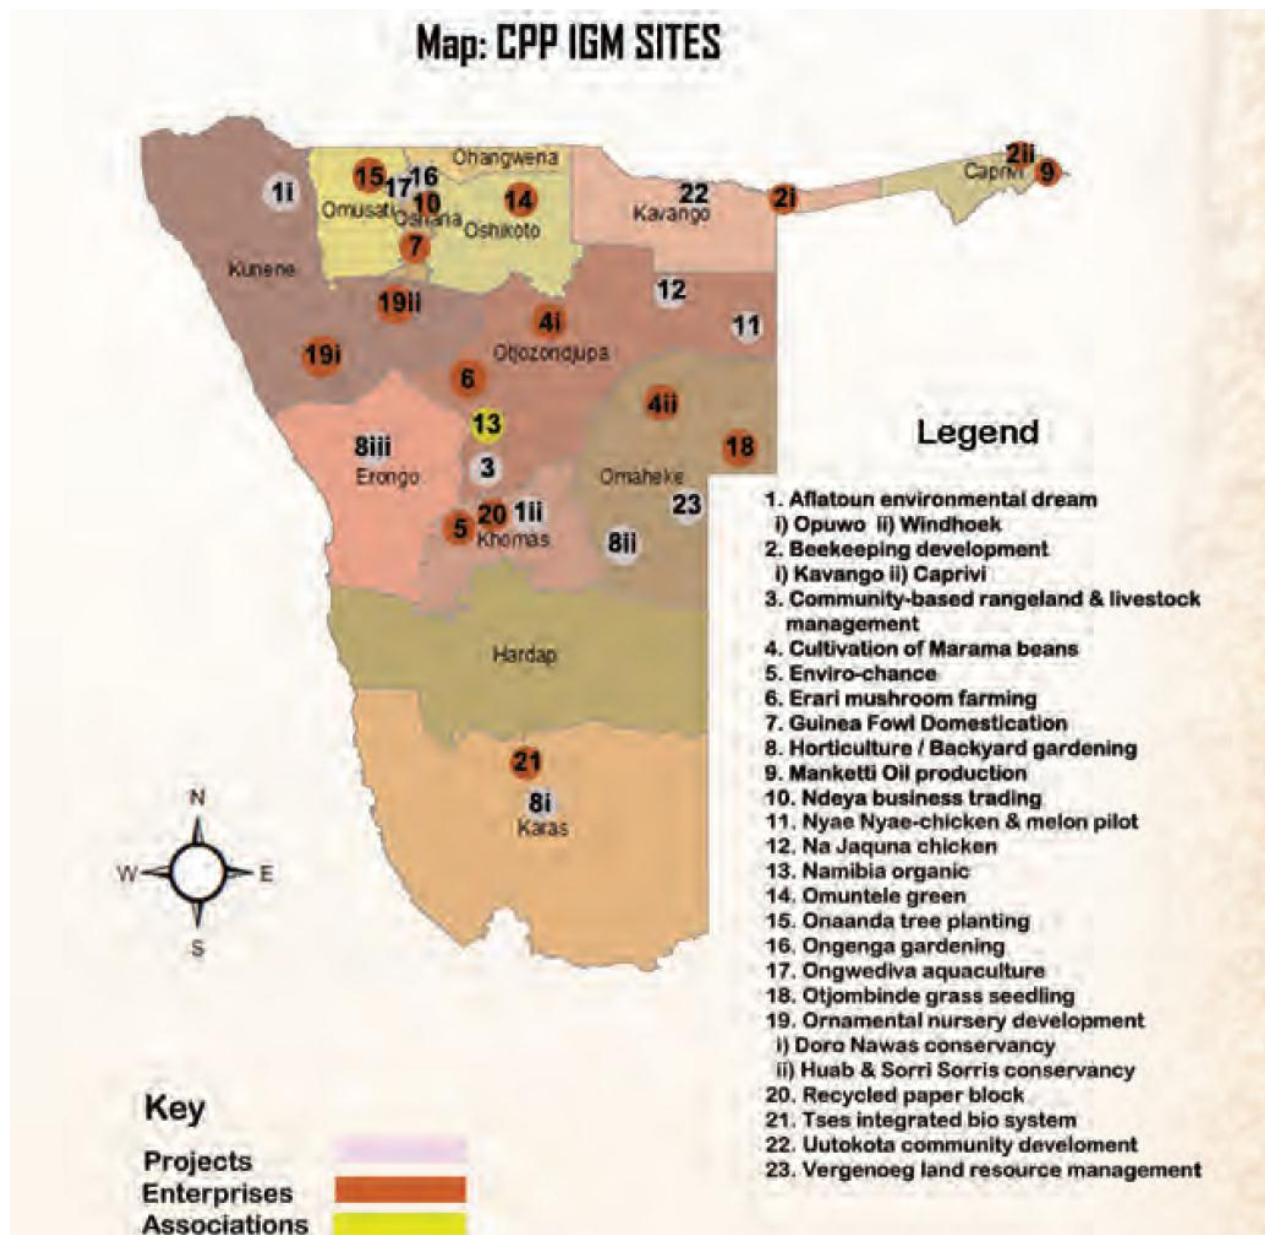 Map: CPP IGM SITES
Ohangwena
2ii
Caprivi
9
15
16
17
1i
22
2i
10
14
Omusati
Oshana
Kavango
Oshikoto
7
Kunene
12
19ii
4i
11
Otjozondjupa
19i
6
4ii
13
8iii
18
Erongo
3
Omaheke
23
20
1ii
5
Khomas
8ii
Hardap
21
8i
Karas
N
W
E
S
Legend
1. Aflatoun environmental dream
i) Opuwo ii) Windhoek
2. Beekeeping development
i) Kavango ii) Caprivi
3. Community-based rangeland & livestock
management
4. Cultivation of Marama beans
5. Enviro-chance
6. Erari mushroom farming
7. Guinea Fowl Domestication
8. Horticulture / Backyard gardening
9. Manketti Oil production
10. Ndeya business trading
11. Nyae Nyae-chicken & melon pilot
12. Na Jaquna chicken
13. Namibia organic
14. Omuntele green
15. Onaanda tree planting
16. Ongenga gardening
17. Ongwediva aquaculture
18. Otjombinde grass seedling
19. Ornamental nursery development
i) Doro Nawas conservancy
ii) Huab & Sorri Sorris conservancy
20. Recycled paper block
21. Tses integrated bio system
22. Uutokota community develoment
23. Vergenoeg land resource management
Key
Projects
Enterprises
Associations